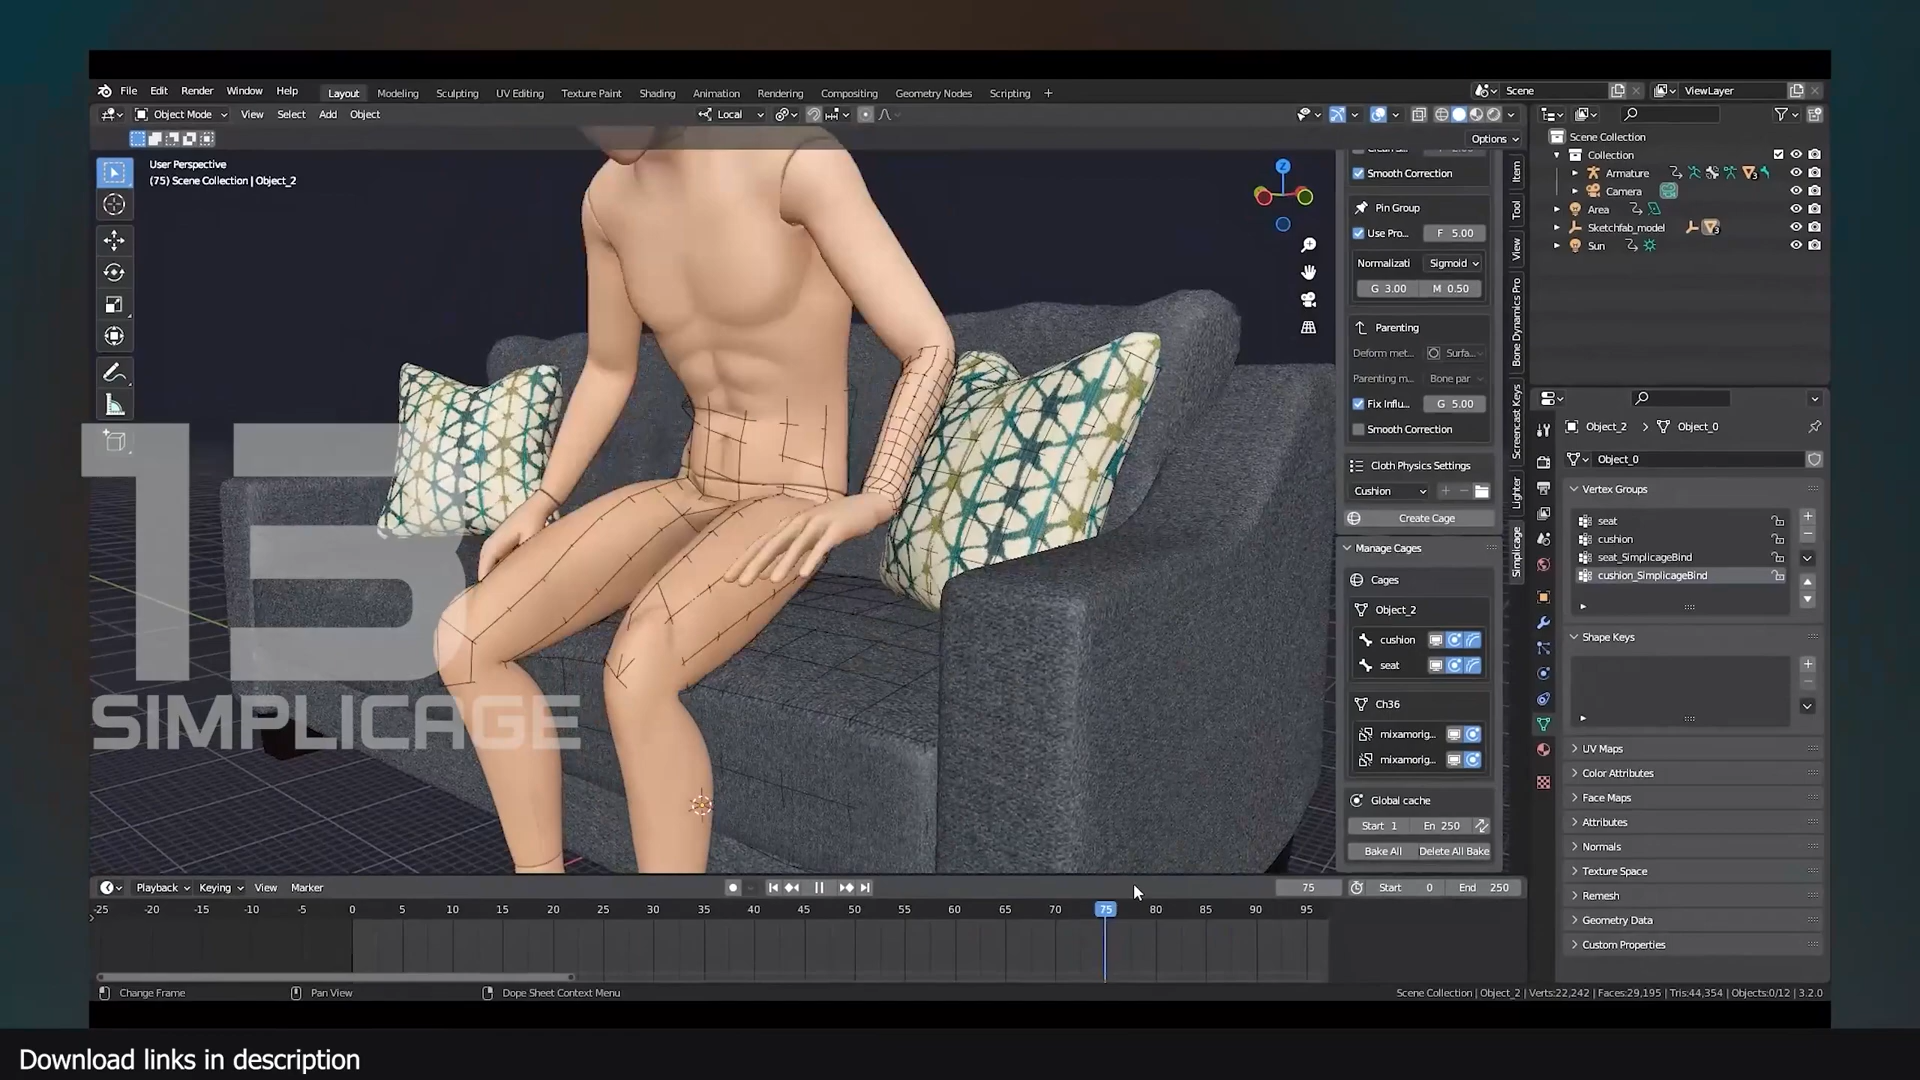 File Edit Render Window Help Layout Modeling Sculpting UV Editing Texture Paint Shading Animation Rendering Compositing Geometry Nodes Scripting + Scene ViewLayer
Object Mode View Select Add Object Local
Options
User Perspective
(75) Scene Collection | Object_2
Smooth Correction
Pin Group
Use Pro... F 5.00
Normalizati Sigmoid
G 3.00 M 0.50
Parenting
Deform met... Surfa...
Parenting m... Bone par
Fix Influ... G 5.00
Smooth Correction
Cloth Physics Settings
Cushion
Create Cage
Manage Cages
Cages
Object_2
cushion
seat
Ch36
mixamorig...
mixamorig...
Global cache
Start 1 En 250
Bake All Delete All Bake
Item
Tool
View
Bone Dynamics Pro
Screencast Keys
Lighter
Simplicage
Scene Collection
Collection
Armature
Camera
Area
Sketchfab_model
Sun
Object_2 > Object_0
Object_0
Vertex Groups
seat
cushion
seat_SimplicageBind
cushion_SimplicageBind
Shape Keys
UV Maps
Color Attributes
Face Maps
Attributes
Normals
Texture Space
Remesh
Geometry Data
Custom Properties
13
SIMPLICAGE
Playback Keying View Marker 75 Start 0 End 250
-25 -20 -15 -10 -5 0 5 10 15 20 25 30 35 40 45 50 55 60 65 70 75 80 85 90 95
Change Frame Pan View Dope Sheet Context Menu Scene Collection | Object_2 | Verts:22,242 | Faces:29,195 | Tris:44,354 | Objects:0/12 | 3.2.0
Download links in description